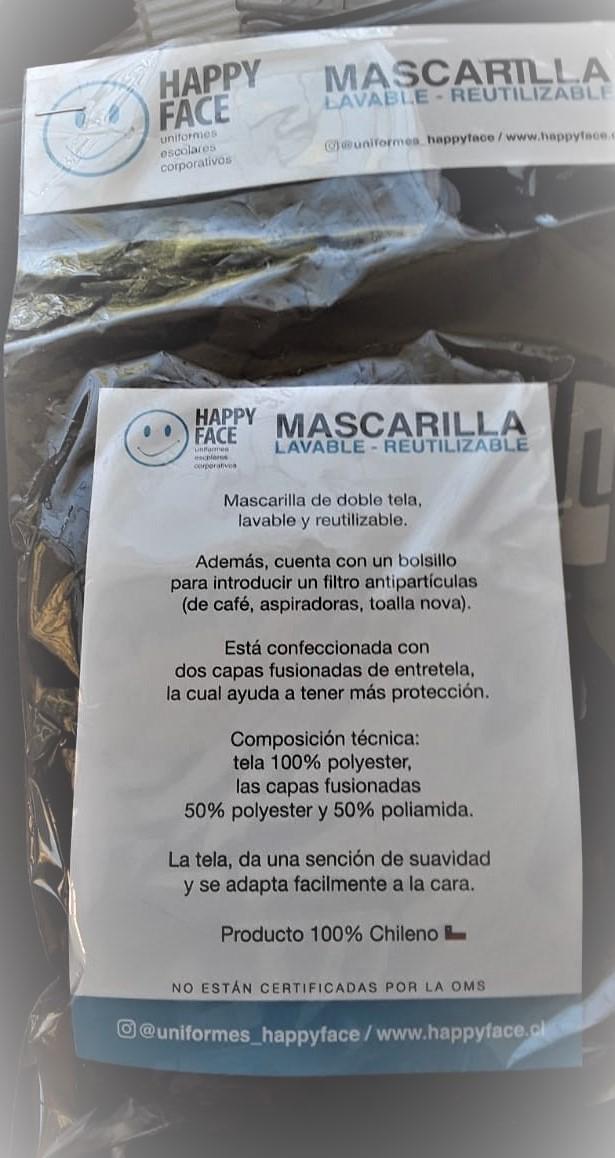 HAPPY
FACE
uniformes
escolares
corporativos
MASCARILLA
LAVABLE - REUTILIZABLE
@uniformes_happyface / www.happyface.c
HAPPY
FACE
uniformes
escolares
corporativos
MASCARILLA
LAVABLE - REUTILIZABLE
Mascarilla de doble tela,
lavable y reutilizable.
Además, cuenta con un bolsillo
para introducir un filtro antipartículas
(de café, aspiradoras, toalla nova).
Está confeccionada con
dos capas fusionadas de entretela,
la cual ayuda a tener más protección.
Composición técnica:
tela 100% polyester,
las capas fusionadas
50% polyester y 50% poliamida.
La tela, da una sención de suavidad
y se adapta facilmente a la cara.
Producto 100% Chileno
NO ESTÁN CERTIFICADAS POR LA OMS
@uniformes_happyface / www.happyface.cl